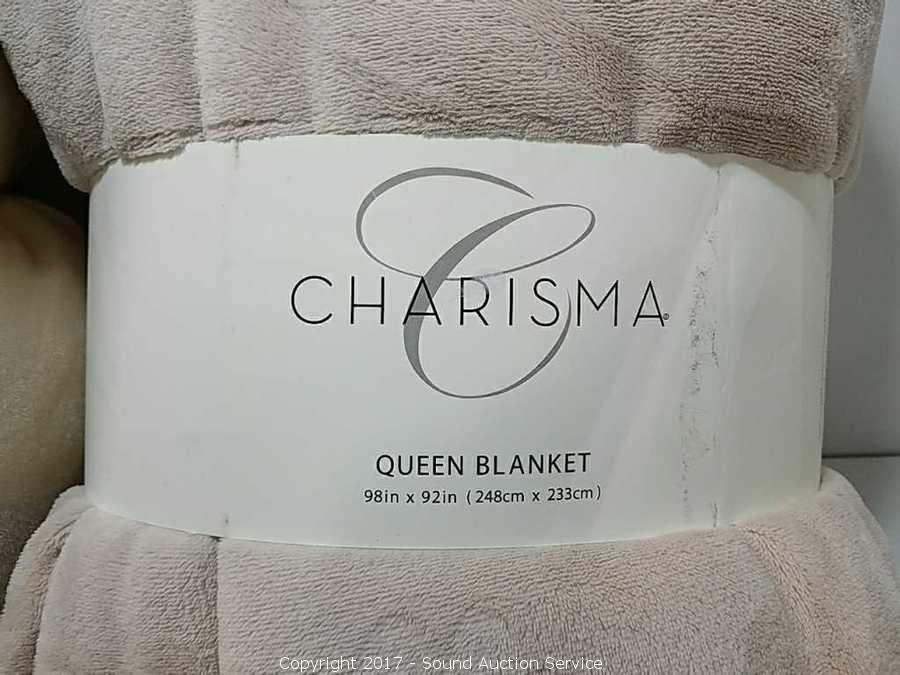 C
CHARISMA®
QUEEN BLANKET
98in x 92in (248cm x 233cm)
Copyright 2017 - Sound Auction Service